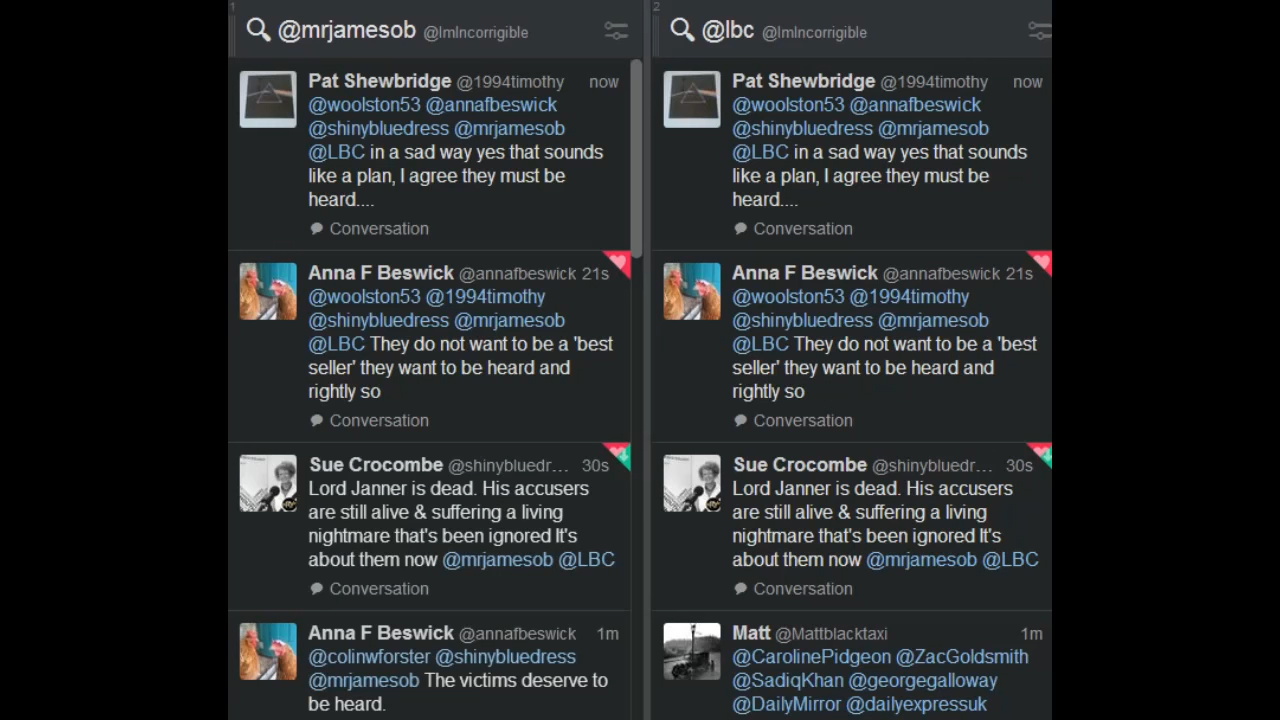 1
@mrjamesob @ImIncorrigible
Pat Shewbridge @1994timothy now
@woolston53 @annafbeswick
@shinybluedress @mrjamesob
@LBC in a sad way yes that sounds
like a plan, I agree they must be
heard....
Conversation
Anna F Beswick @annafbeswick 21s
@woolston53 @1994timothy
@shinybluedress @mrjamesob
@LBC They do not want to be a 'best
seller' they want to be heard and
rightly so
Conversation
Sue Crocombe @shinybluedr... 30s
Lord Janner is dead. His accusers
are still alive & suffering a living
nightmare that's been ignored It's
about them now @mrjamesob @LBC
Conversation
Anna F Beswick @annafbeswick 1m
@colinwforster @shinybluedress
@mrjamesob The victims deserve to
be heard.
2
@lbc @ImIncorrigible
Pat Shewbridge @1994timothy now
@woolston53 @annafbeswick
@shinybluedress @mrjamesob
@LBC in a sad way yes that sounds
like a plan, I agree they must be
heard....
Conversation
Anna F Beswick @annafbeswick 21s
@woolston53 @1994timothy
@shinybluedress @mrjamesob
@LBC They do not want to be a 'best
seller' they want to be heard and
rightly so
Conversation
Sue Crocombe @shinybluedr... 30s
Lord Janner is dead. His accusers
are still alive & suffering a living
nightmare that's been ignored It's
about them now @mrjamesob @LBC
Conversation
Matt @Mattblacktaxi 1m
@CarolinePidgeon @ZacGoldsmith
@SadiqKhan @georgegalloway
@DailyMirror @dailyexpressuk